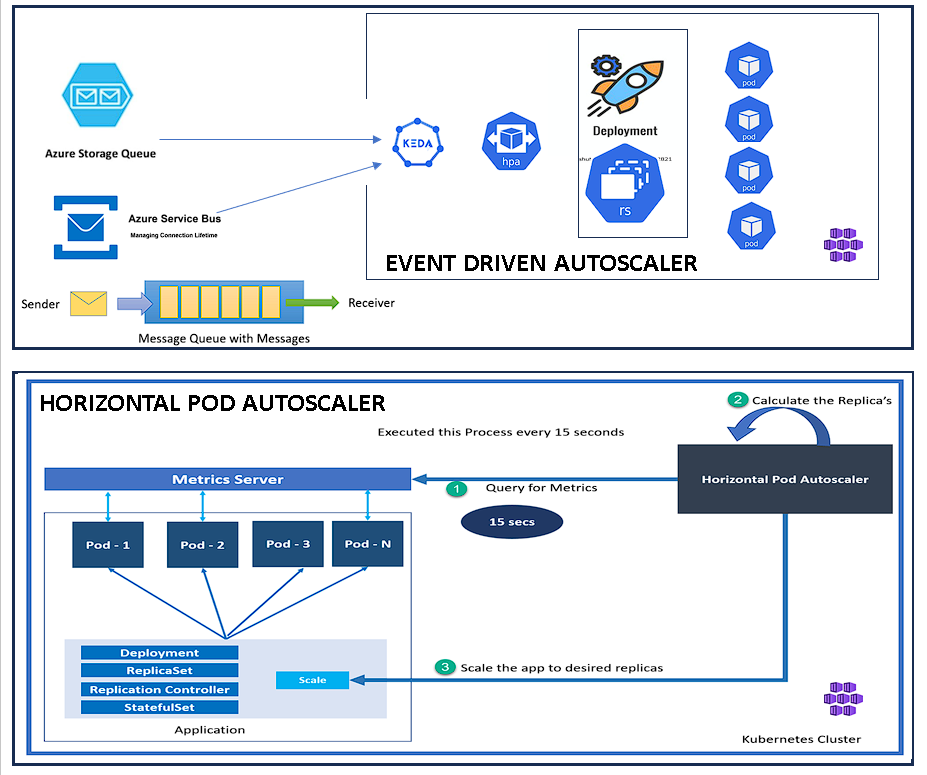 Azure Storage Queue
KEDA
hpa
Deployment
2021
rs
pod
pod
pod
pod
Azure Service Bus
Managing Connection Lifetime
EVENT DRIVEN AUTOSCALER
Sender
Receiver
Message Queue with Messages
HORIZONTAL POD AUTOSCALER
2 Calculate the Replica's
Executed this Process every 15 seconds
Metrics Server
Horizontal Pod Autoscaler
1 Query for Metrics
15 secs
Pod - 1
Pod - 2
Pod - 3
Pod - N
Deployment
ReplicaSet
Replication Controller
StatefulSet
Scale
3 Scale the app to desired replicas
Application
Kubernetes Cluster